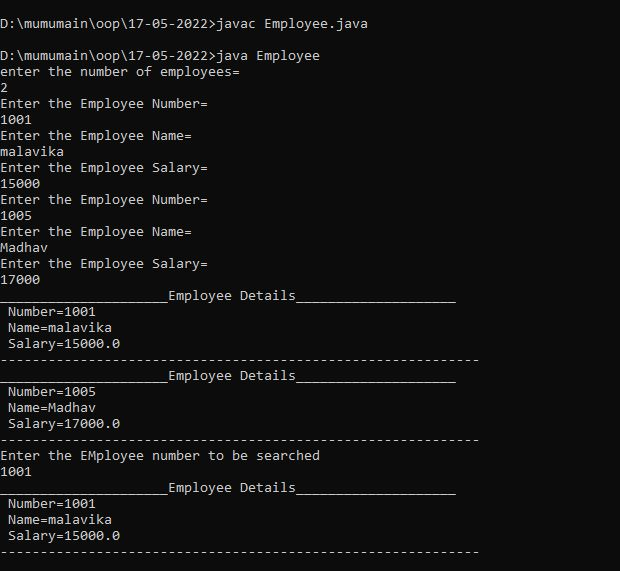 D:\mumumain\oop\17-05-2022>javac Employee.java
D:\mumumain\oop\17-05-2022>java Employee
enter the number of employees=
2
Enter the Employee Number=
1001
Enter the Employee Name=
malavika
Enter the Employee Salary=
15000
Enter the Employee Number=
1005
Enter the Employee Name=
Madhav
Enter the Employee Salary=
17000
_____________________Employee Details____________________
 Number=1001
 Name=malavika
 Salary=15000.0
------------------------------------------------------------
_____________________Employee Details____________________
 Number=1005
 Name=Madhav
 Salary=17000.0
------------------------------------------------------------
Enter the EMployee number to be searched
1001
_____________________Employee Details____________________
 Number=1001
 Name=malavika
 Salary=15000.0
------------------------------------------------------------